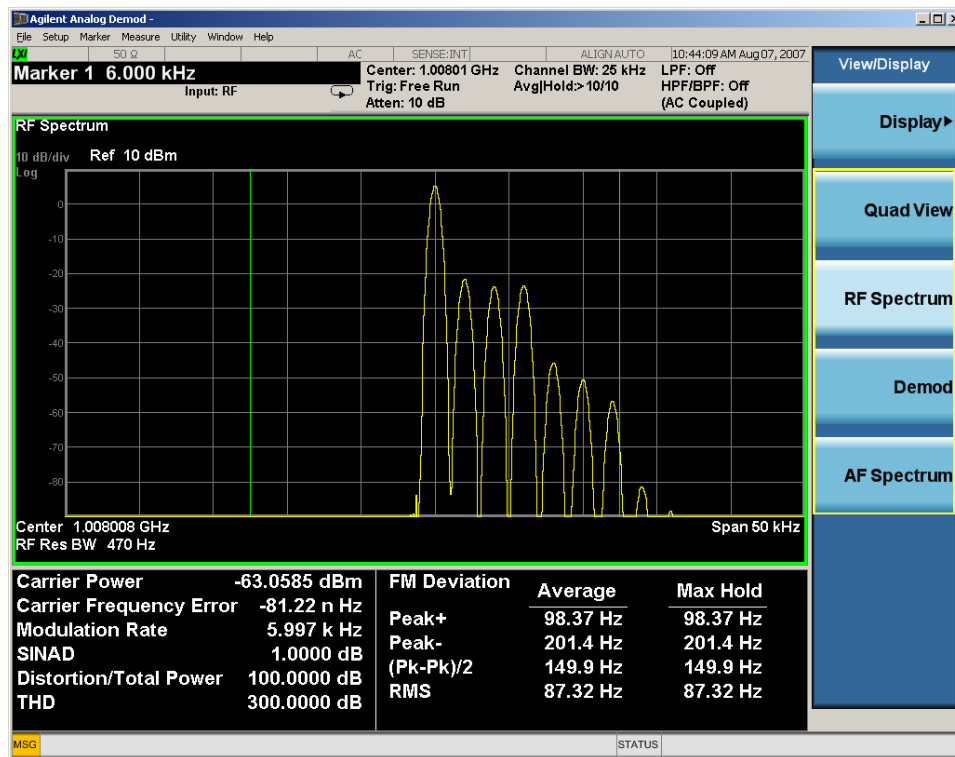 Agilent Analog Demod -
File Setup Marker Measure Utility Window Help
LXI 50 Ω AC SENSE:INT ALIGN AUTO 10:44:09 AM Aug 07, 2007
Marker 1 6.000 kHz
Input: RF
Center: 1.00801 GHz Channel BW: 25 kHz LPF: Off
Trig: Free Run Avg|Hold:> 10/10 HPF/BPF: Off
Atten: 10 dB (AC Coupled)
View/Display
Display
Quad View
RF Spectrum
Demod
AF Spectrum
RF Spectrum
10 dB/div Ref 10 dBm
Log
0
-10
-20
-30
-40
-50
-60
-70
-80
Center 1.008008 GHz Span 50 kHz
RF Res BW 470 Hz
Carrier Power -63.0585 dBm
Carrier Frequency Error -81.22 n Hz
Modulation Rate 5.997 k Hz
SINAD 1.0000 dB
Distortion/Total Power 100.0000 dB
THD 300.0000 dB
FM Deviation Average Max Hold
Peak+ 98.37 Hz 98.37 Hz
Peak- 201.4 Hz 201.4 Hz
(Pk-Pk)/2 149.9 Hz 149.9 Hz
RMS 87.32 Hz 87.32 Hz
MSG STATUS